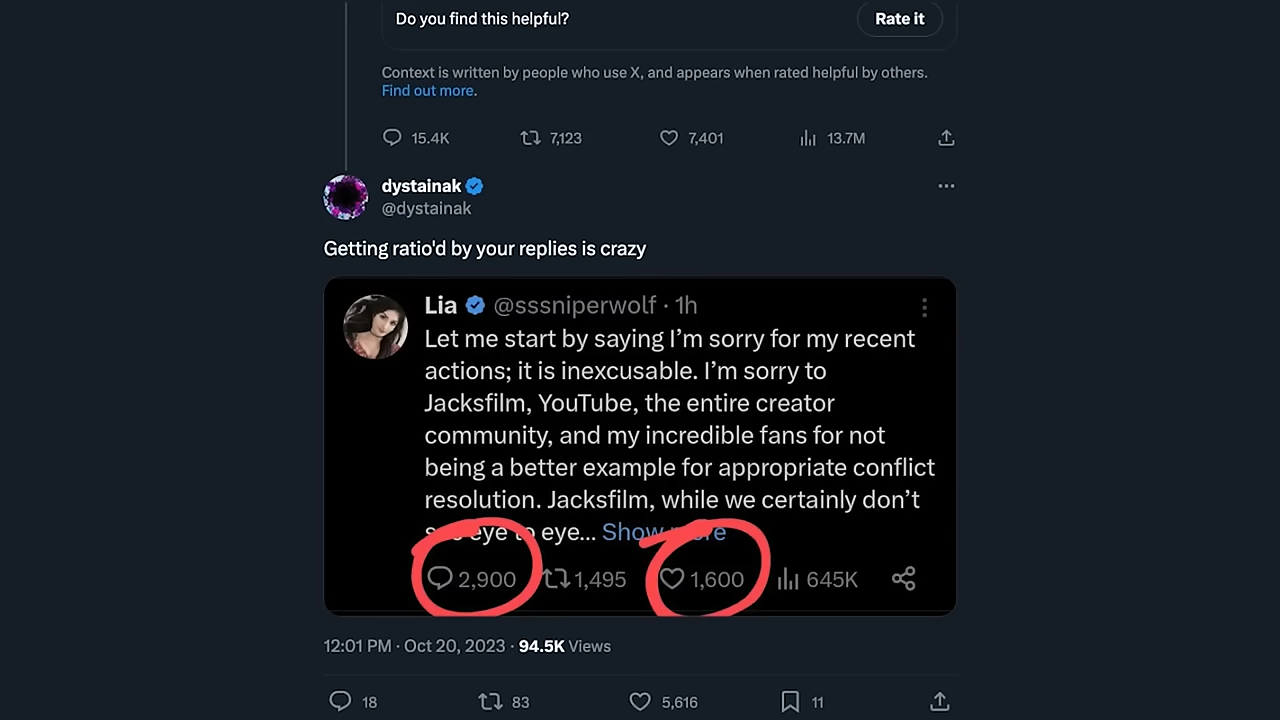 Do you find this helpful?
Rate it
Context is written by people who use X, and appears when rated helpful by others.
Find out more.
15.4K 7,123 7,401 13.7M
dystainak
@dystainak
Getting ratio'd by your replies is crazy
Lia @sssniperwolf · 1h
Let me start by saying I’m sorry for my recent
actions; it is inexcusable. I’m sorry to
Jacksfilm, YouTube, the entire creator
community, and my incredible fans for not
being a better example for appropriate conflict
resolution. Jacksfilm, while we certainly don’t
see eye to eye... Show more
2,900 1,495 1,600 645K
12:01 PM · Oct 20, 2023 · 94.5K Views
18 83 5,616 11